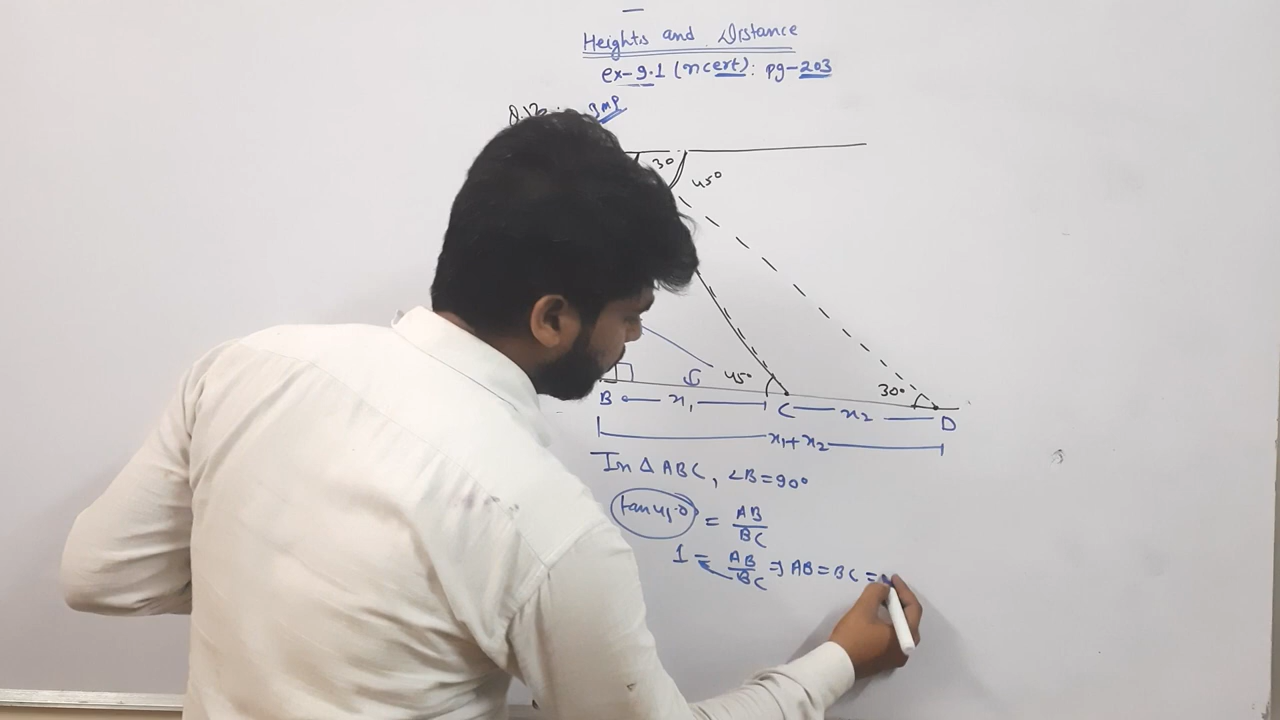 Heights and Distance
ex-9.1 (ncert): pg-203
Imp
30
45°
45°
30°
B x₁ C x₂ D
x₁+x₂
In Δ ABC, ∠B=90°
tan45° = AB/BC
1 = AB/BC ⇒ AB = BC =